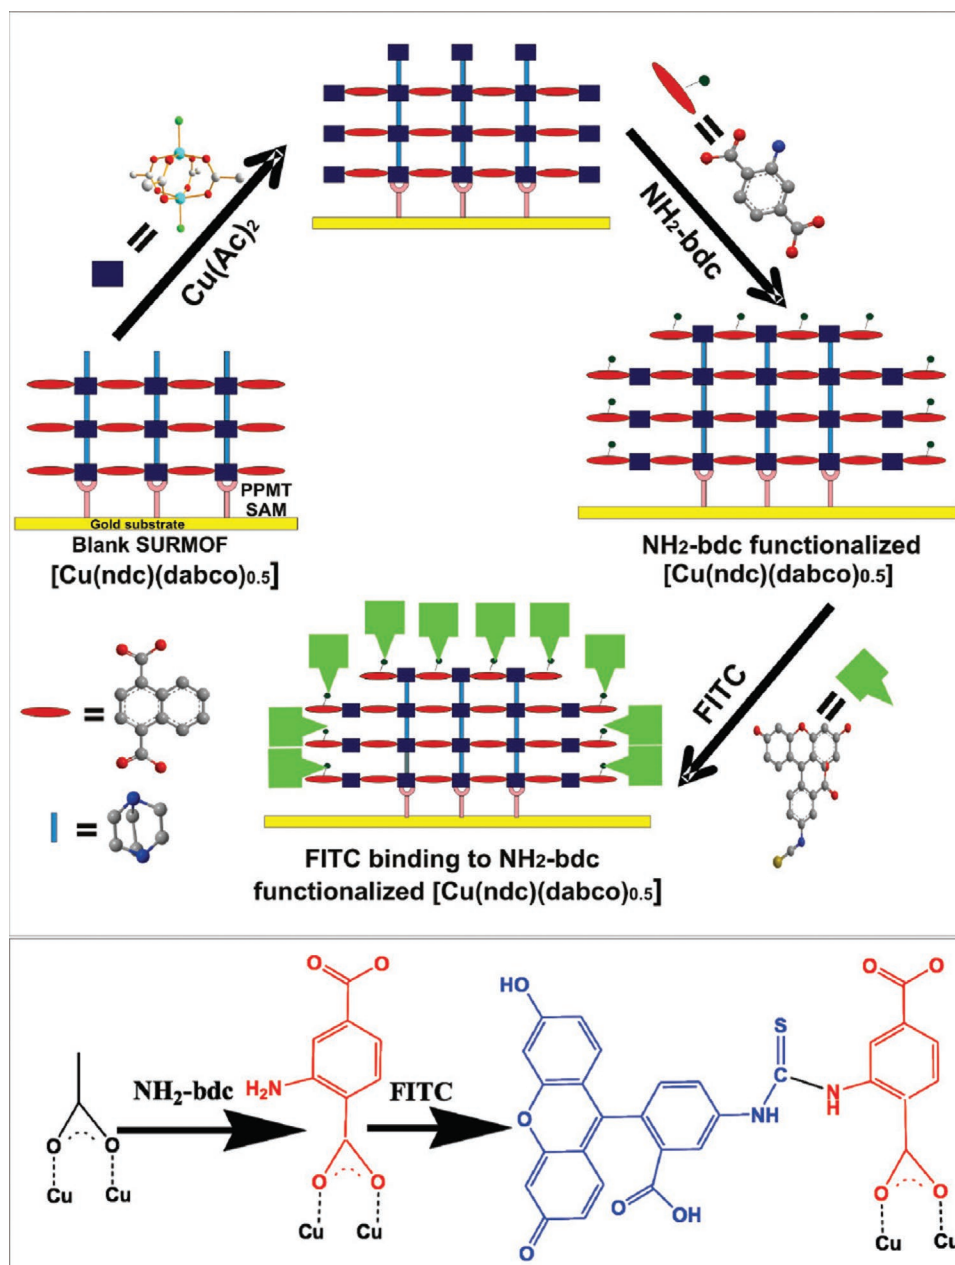 Cu(Ac)2
NH2-bdc
PPMT
SAM
Gold substrate
Blank SURMOF
[Cu(ndc)(dabco)0.5]
NH2-bdc functionalized
[Cu(ndc)(dabco)0.5]
FITC
=
=
FITC binding to NH2-bdc
functionalized [Cu(ndc)(dabco)0.5]
NH2-bdc
FITC
O
O
H2N
O
O
Cu
Cu
O
O
Cu
Cu
HO
O
O
O
OH
NH
S
C
N
H
O
O
O
O
Cu
Cu